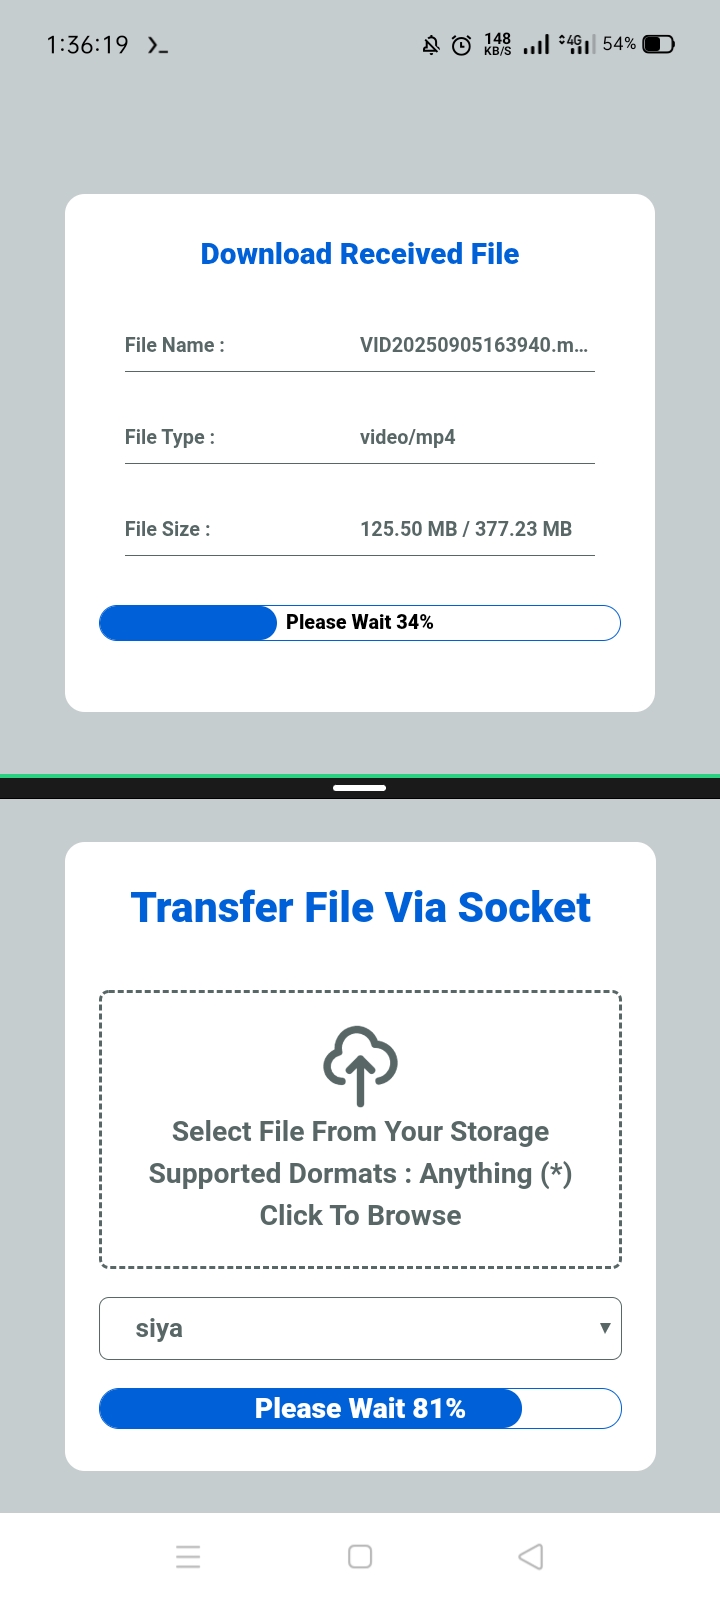 1:36:19
148
KB/S
4G
54%
Download Received File
File Name : VID20250905163940.m...
File Type : video/mp4
File Size : 125.50 MB / 377.23 MB
Please Wait 34%
Transfer File Via Socket
Select File From Your Storage
Supported Dormats : Anything (*)
Click To Browse
siya
Please Wait 81%